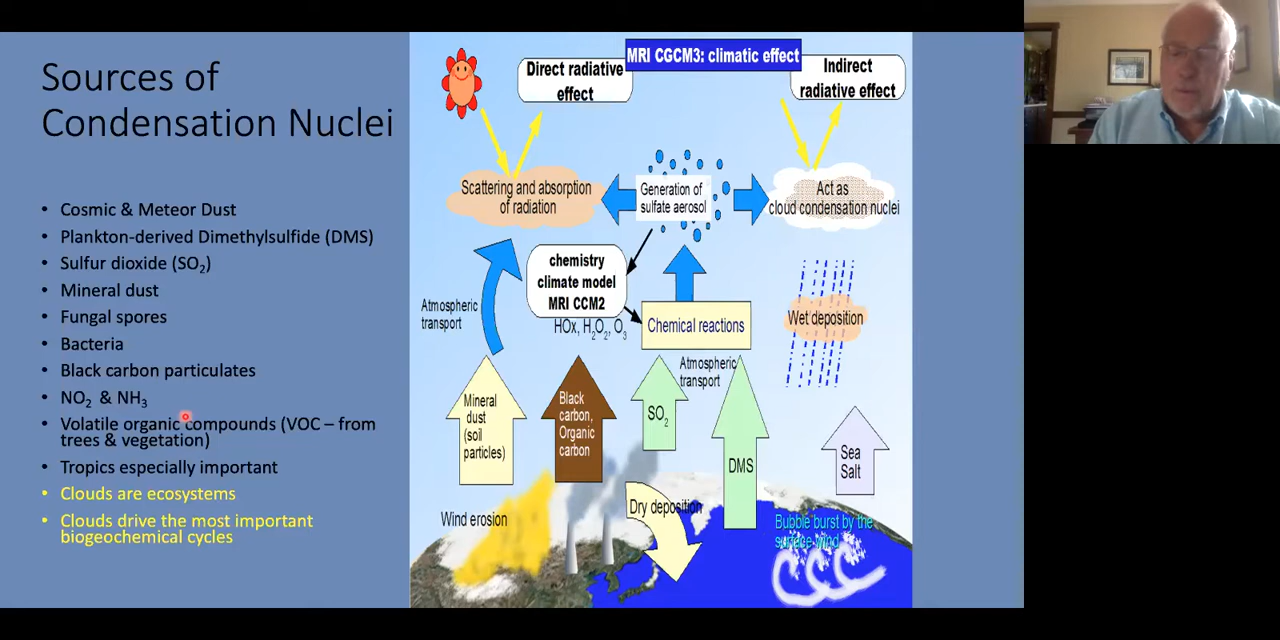 Sources of
Condensation Nuclei
• Cosmic & Meteor Dust
• Plankton-derived Dimethylsulfide (DMS)
• Sulfur dioxide (SO₂)
• Mineral dust
• Fungal spores
• Bacteria
• Black carbon particulates
• NO₂ & NH₃
• Volatile organic compounds (VOC – from
trees & vegetation)
• Tropics especially important
• Clouds are ecosystems
• Clouds drive the most important
biogeochemical cycles
MRI CGCM3: climatic effect
Direct radiative
effect
Indirect
radiative effect
Scattering and absorption
of radiation
Generation of
sulfate aerosol
Act as
cloud condensation nuclei
chemistry
climate model
MRI CCM2
Atmospheric
transport
HOx, H₂O₂, O₃
Chemical reactions
Wet deposition
Atmospheric
transport
Mineral
dust
(soil
particles)
Black
carbon,
Organic
carbon
SO₂
DMS
Sea
Salt
Wind erosion
Dry deposition
Bubble burst by the
surface wind